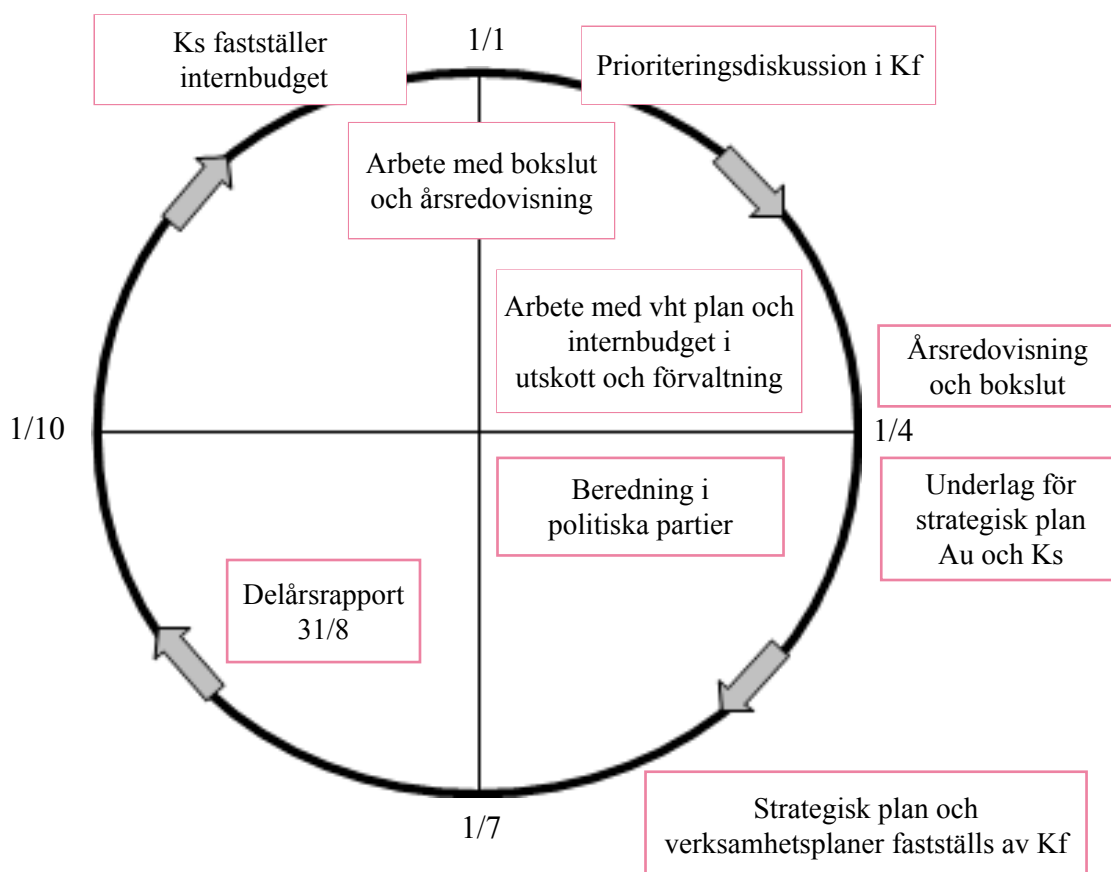 Ks fastställer
internbudget
1/1
Prioriteringsdiskussion i Kf
Arbete med bokslut
och årsredovisning
Arbete med vht plan och
internbudget i
utskott och förvaltning
Årsredovisning
och bokslut
1/10
1/4
Beredning i
politiska partier
Underlag för
strategisk plan
Au och Ks
Delårsrapport
31/8
1/7
Strategisk plan och
verksamhetsplaner fastställs av Kf